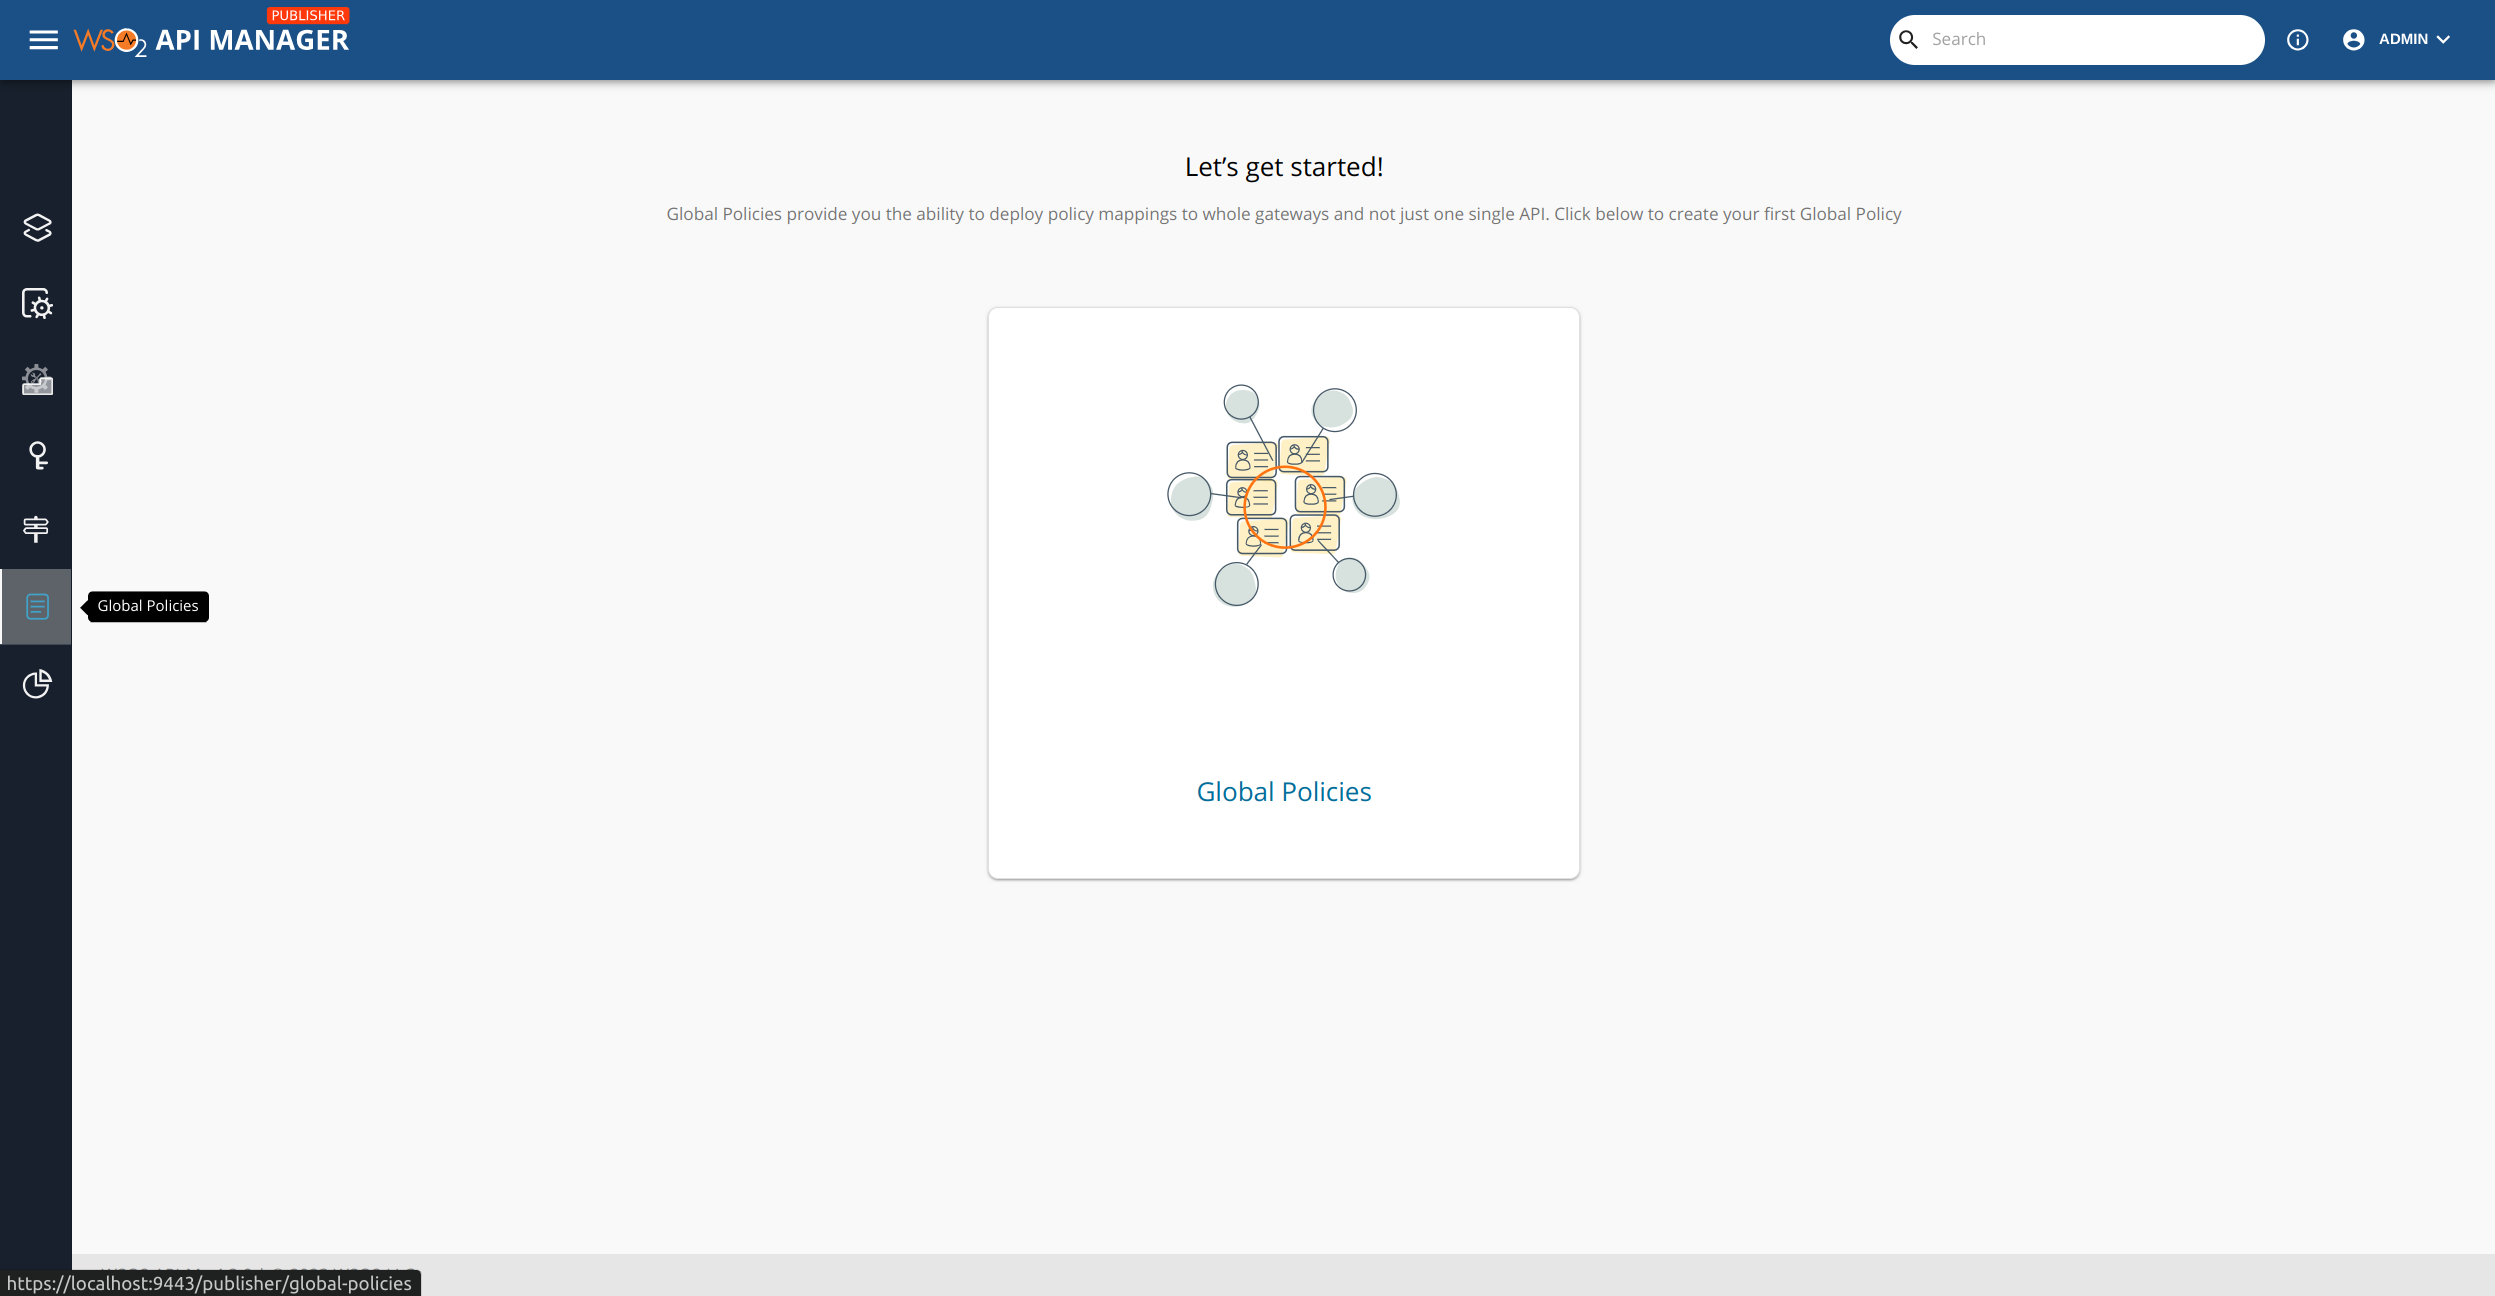 PUBLISHER
WSO2 API MANAGER
Search
ADMIN
Let’s get started!
Global Policies provide you the ability to deploy policy mappings to whole gateways and not just one single API. Click below to create your first Global Policy
Global Policies
Global Policies
https://localhost:9443/publisher/global-policies